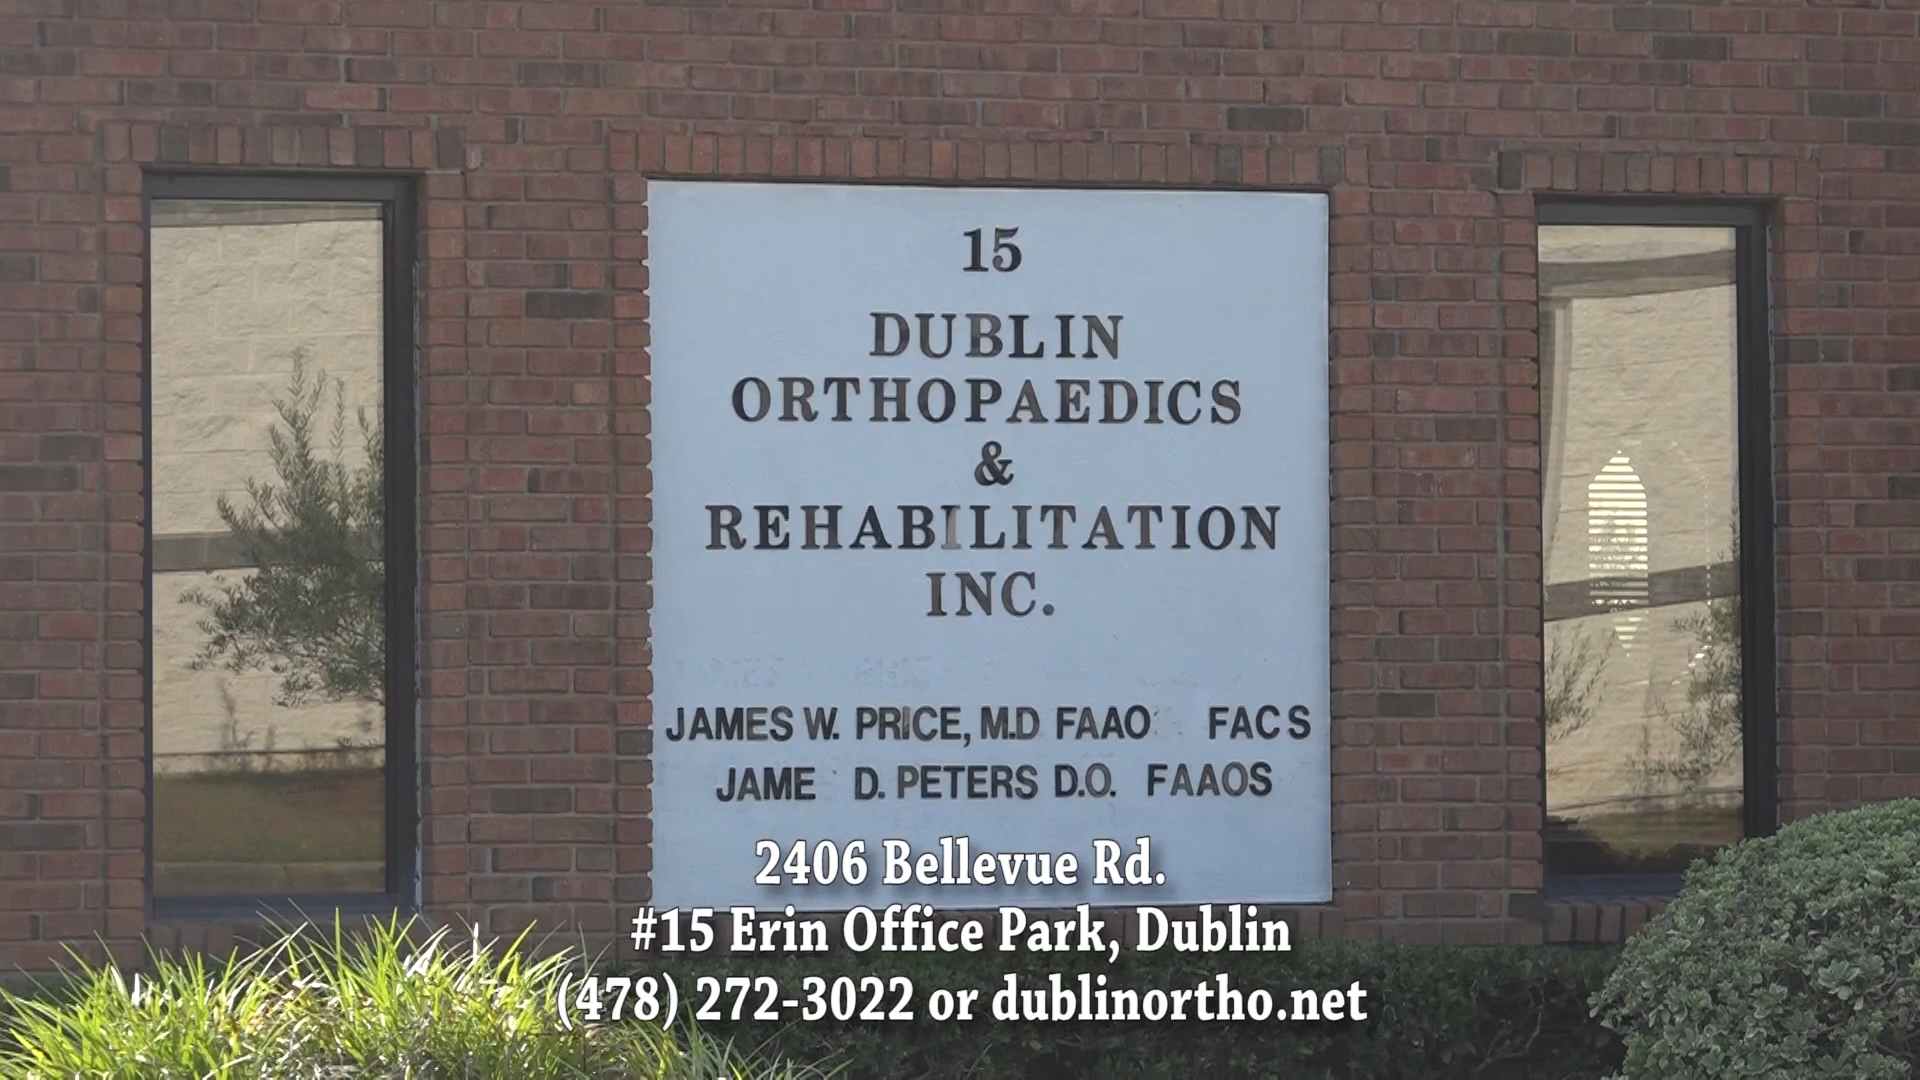 15
DUBLIN
ORTHOPAEDICS
&
REHABILITATION
INC.
JAMES W. PRICE, M.D FAAO FACS
JAME D. PETERS D.O. FAAOS
2406 Bellevue Rd.
#15 Erin Office Park, Dublin
(478) 272-3022 or dublinortho.net